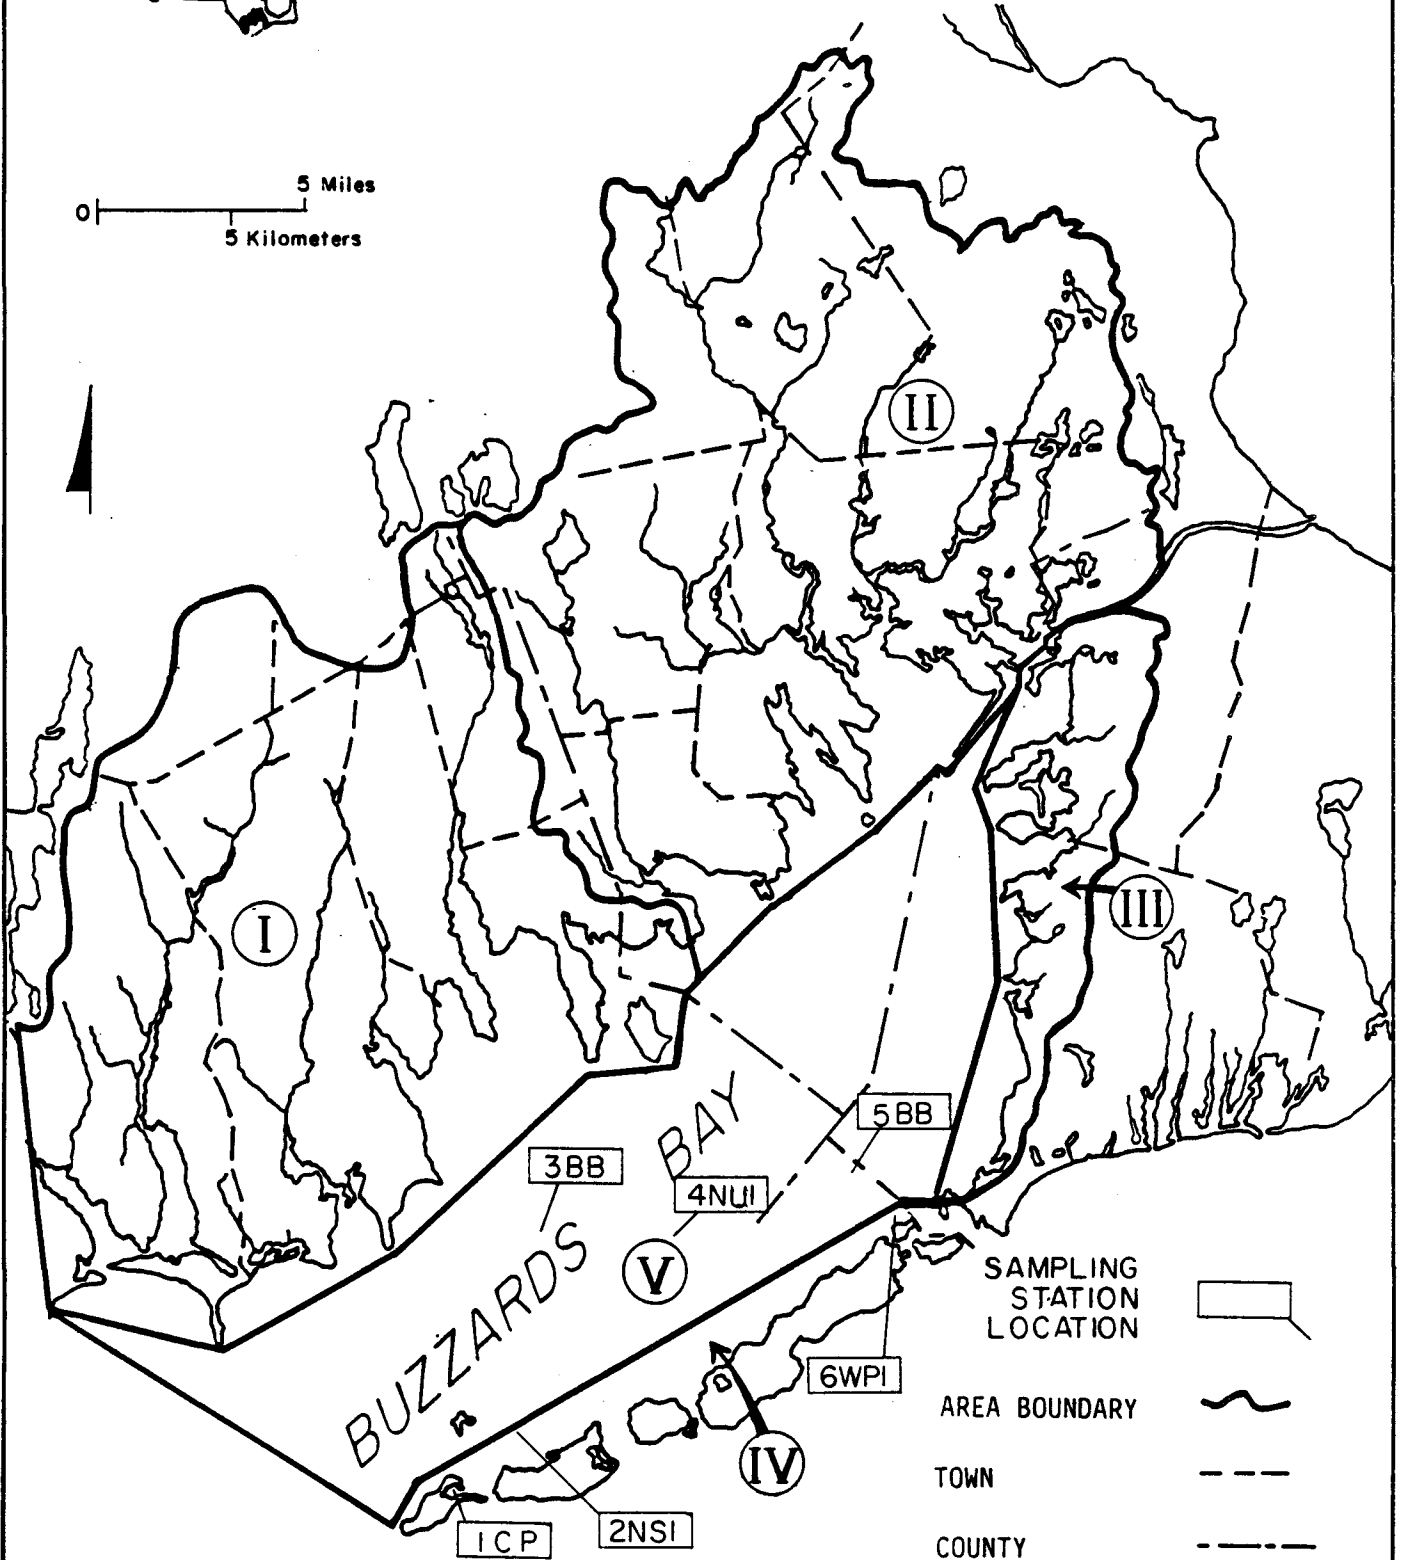 5 Miles
0
5 Kilometers
II
I
III
5BB
3BB
BAY
4NUI
BUZZARDS
V
SAMPLING
STATION
LOCATION
6WPI
AREA BOUNDARY
IV
TOWN
1CP
2NSI
COUNTY